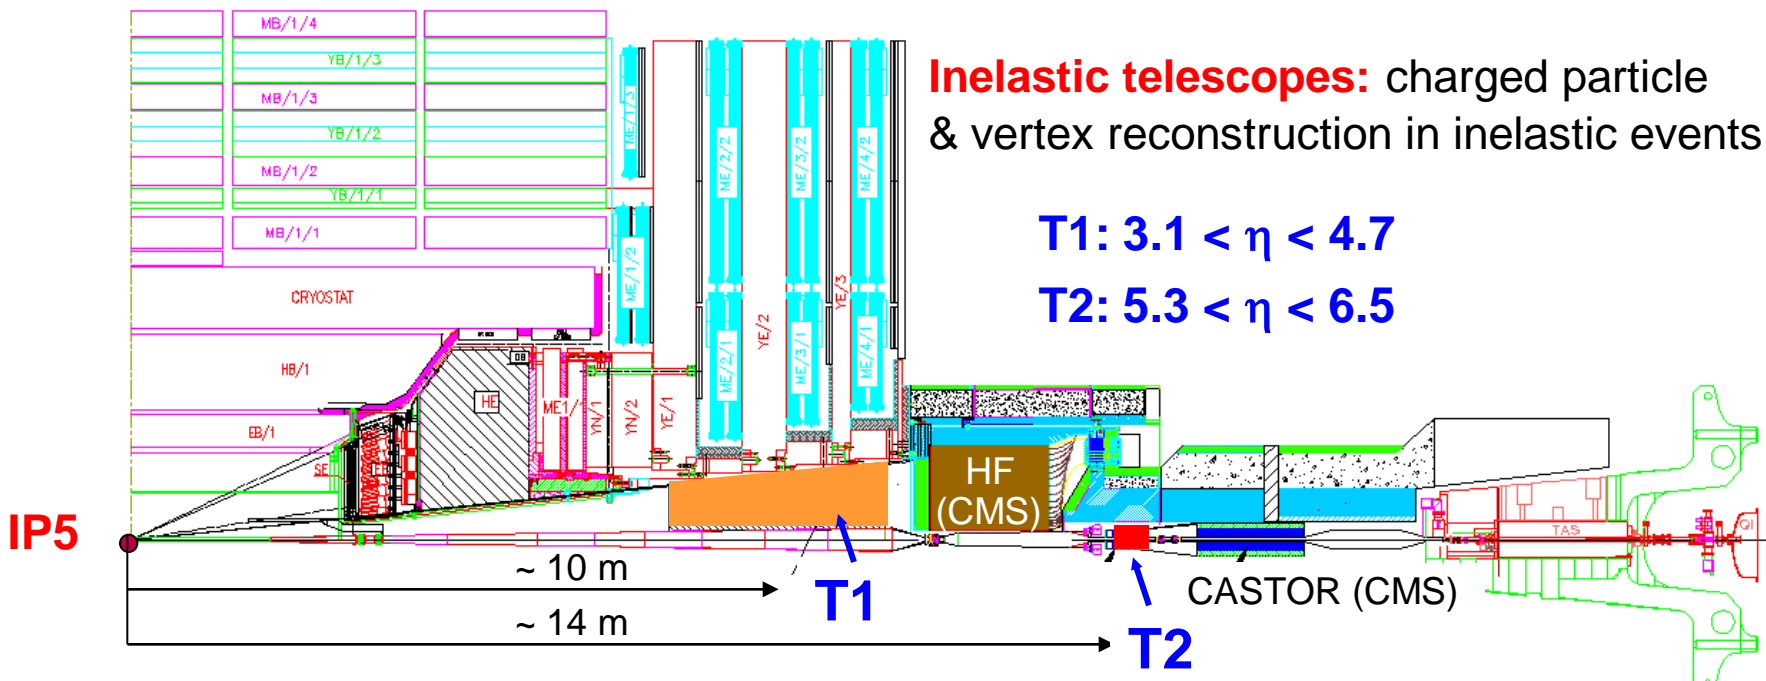 MB/1/4
YB/1/3
MB/1/3
YB/1/2
MB/1/2
YB/1/1
MB/1/1
CRYOSTAT
HB/1
EB/1
SE
HE
ME1/
YN/1
YN/2
YE/1
ME/1/3
ME/1/2
ME/2/2
ME/2/1
YE/2
ME/3/2
ME/3/1
YE/3
ME/4/2
ME/4/1
Inelastic telescopes: charged particle
& vertex reconstruction in inelastic events
T1: 3.1 < η < 4.7
T2: 5.3 < η < 6.5
HF
(CMS)
TAS
QI
IP5
~ 10 m
T1
CASTOR (CMS)
~ 14 m
T2